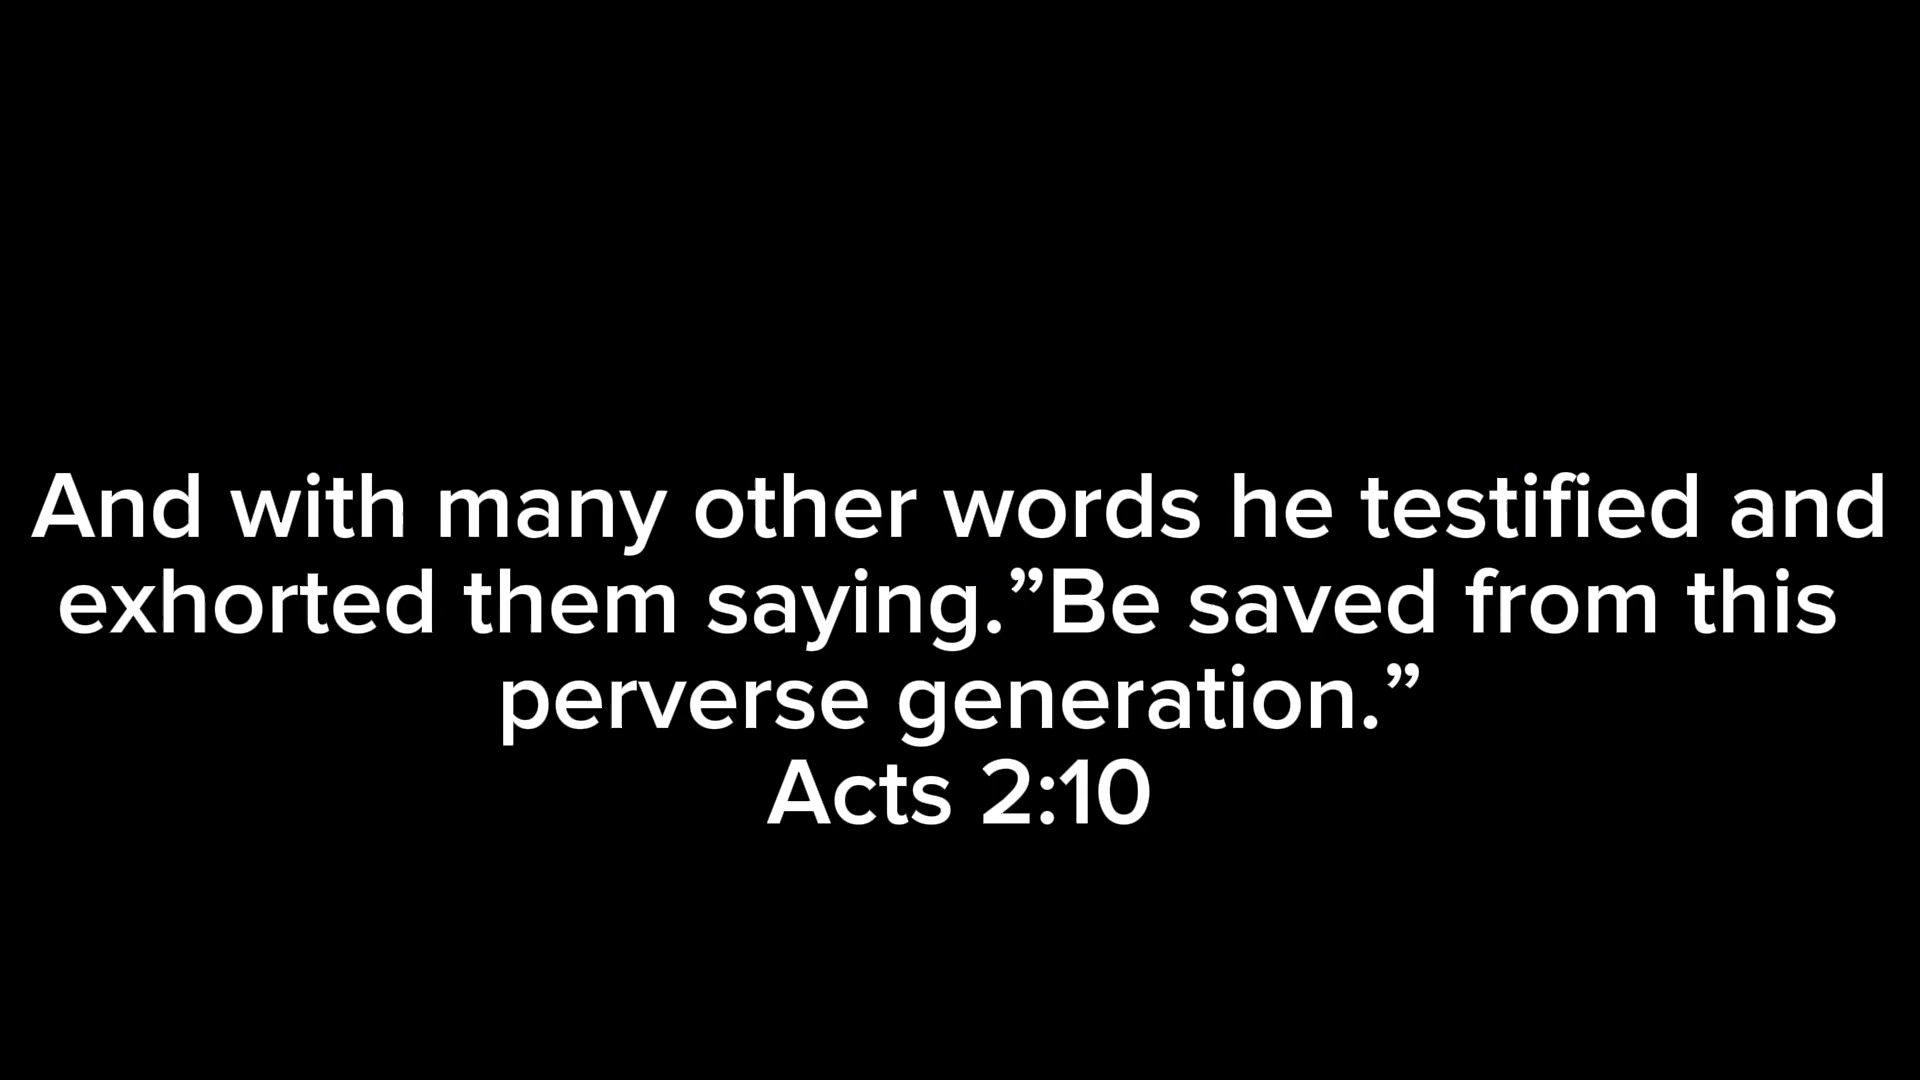 And with many other words he testified and
exhorted them saying.”Be saved from this
perverse generation.”
Acts 2:10